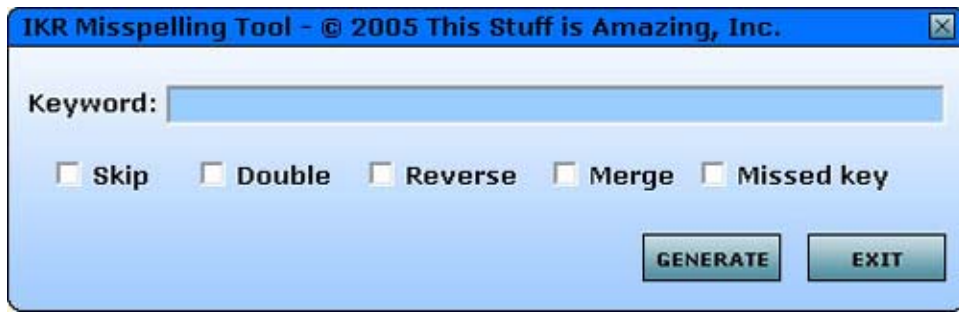 IKR Misspelling Tool - © 2005 This Stuff is Amazing, Inc.
Keyword:
Skip Double Reverse Merge Missed key
GENERATE EXIT